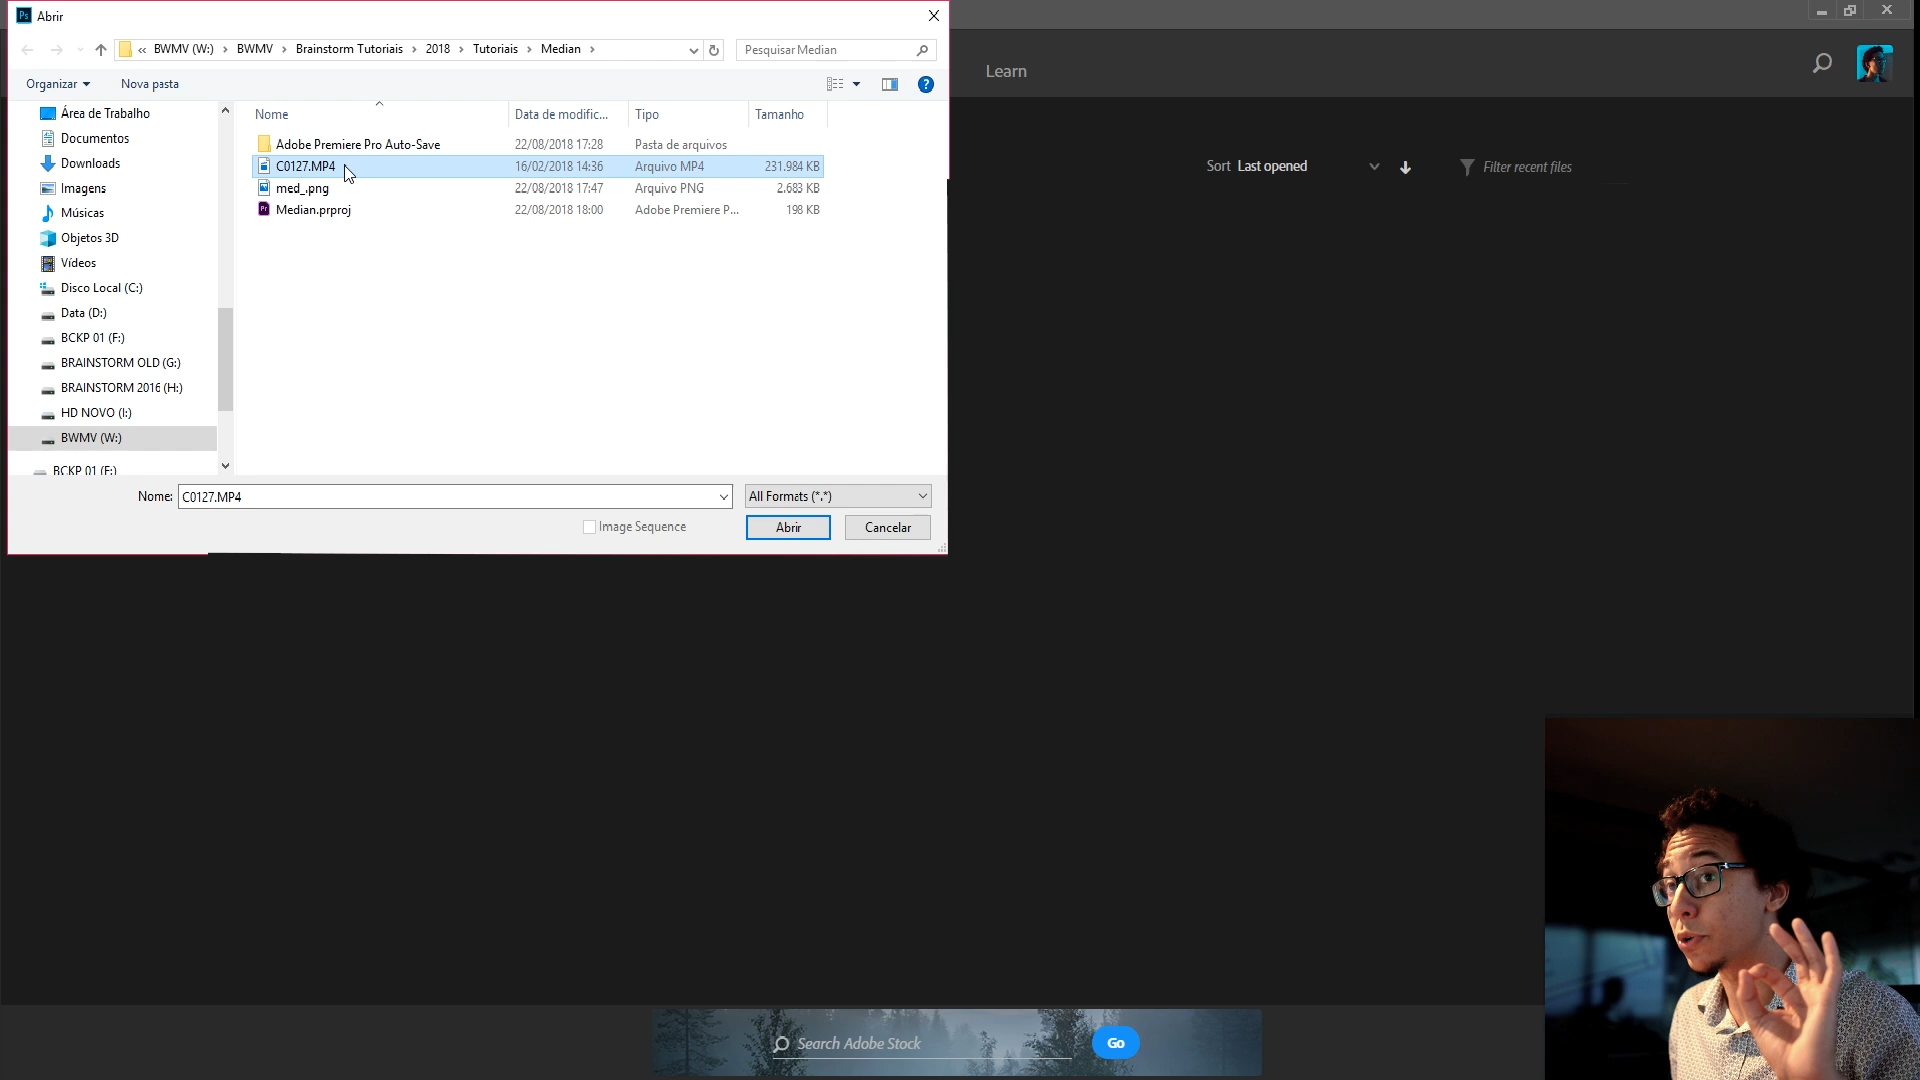 Ps Abrir
« BWMV (W:) › BWMV › Brainstorm Tutoriais › 2018 › Tutoriais › Median ›
Pesquisar Median
Organizar
Nova pasta
Área de Trabalho
Documentos
Downloads
Imagens
Músicas
Objetos 3D
Vídeos
Disco Local (C:)
Data (D:)
BCKP 01 (F:)
BRAINSTORM OLD (G:)
BRAINSTORM 2016 (H:)
HD NOVO (I:)
BWMV (W:)
BCKP 01 (F:)
Nome Data de modific... Tipo Tamanho
Adobe Premiere Pro Auto-Save 22/08/2018 17:28 Pasta de arquivos
C0127.MP4 16/02/2018 14:36 Arquivo MP4 231.984 KB
med_.png 22/08/2018 17:47 Arquivo PNG 2.683 KB
Pr Median.prproj 22/08/2018 18:00 Adobe Premiere P... 198 KB
Nome: C0127.MP4
All Formats (*.*)
Image Sequence
Abrir
Cancelar
Learn
Sort Last opened
Filter recent files
Search Adobe Stock
Go